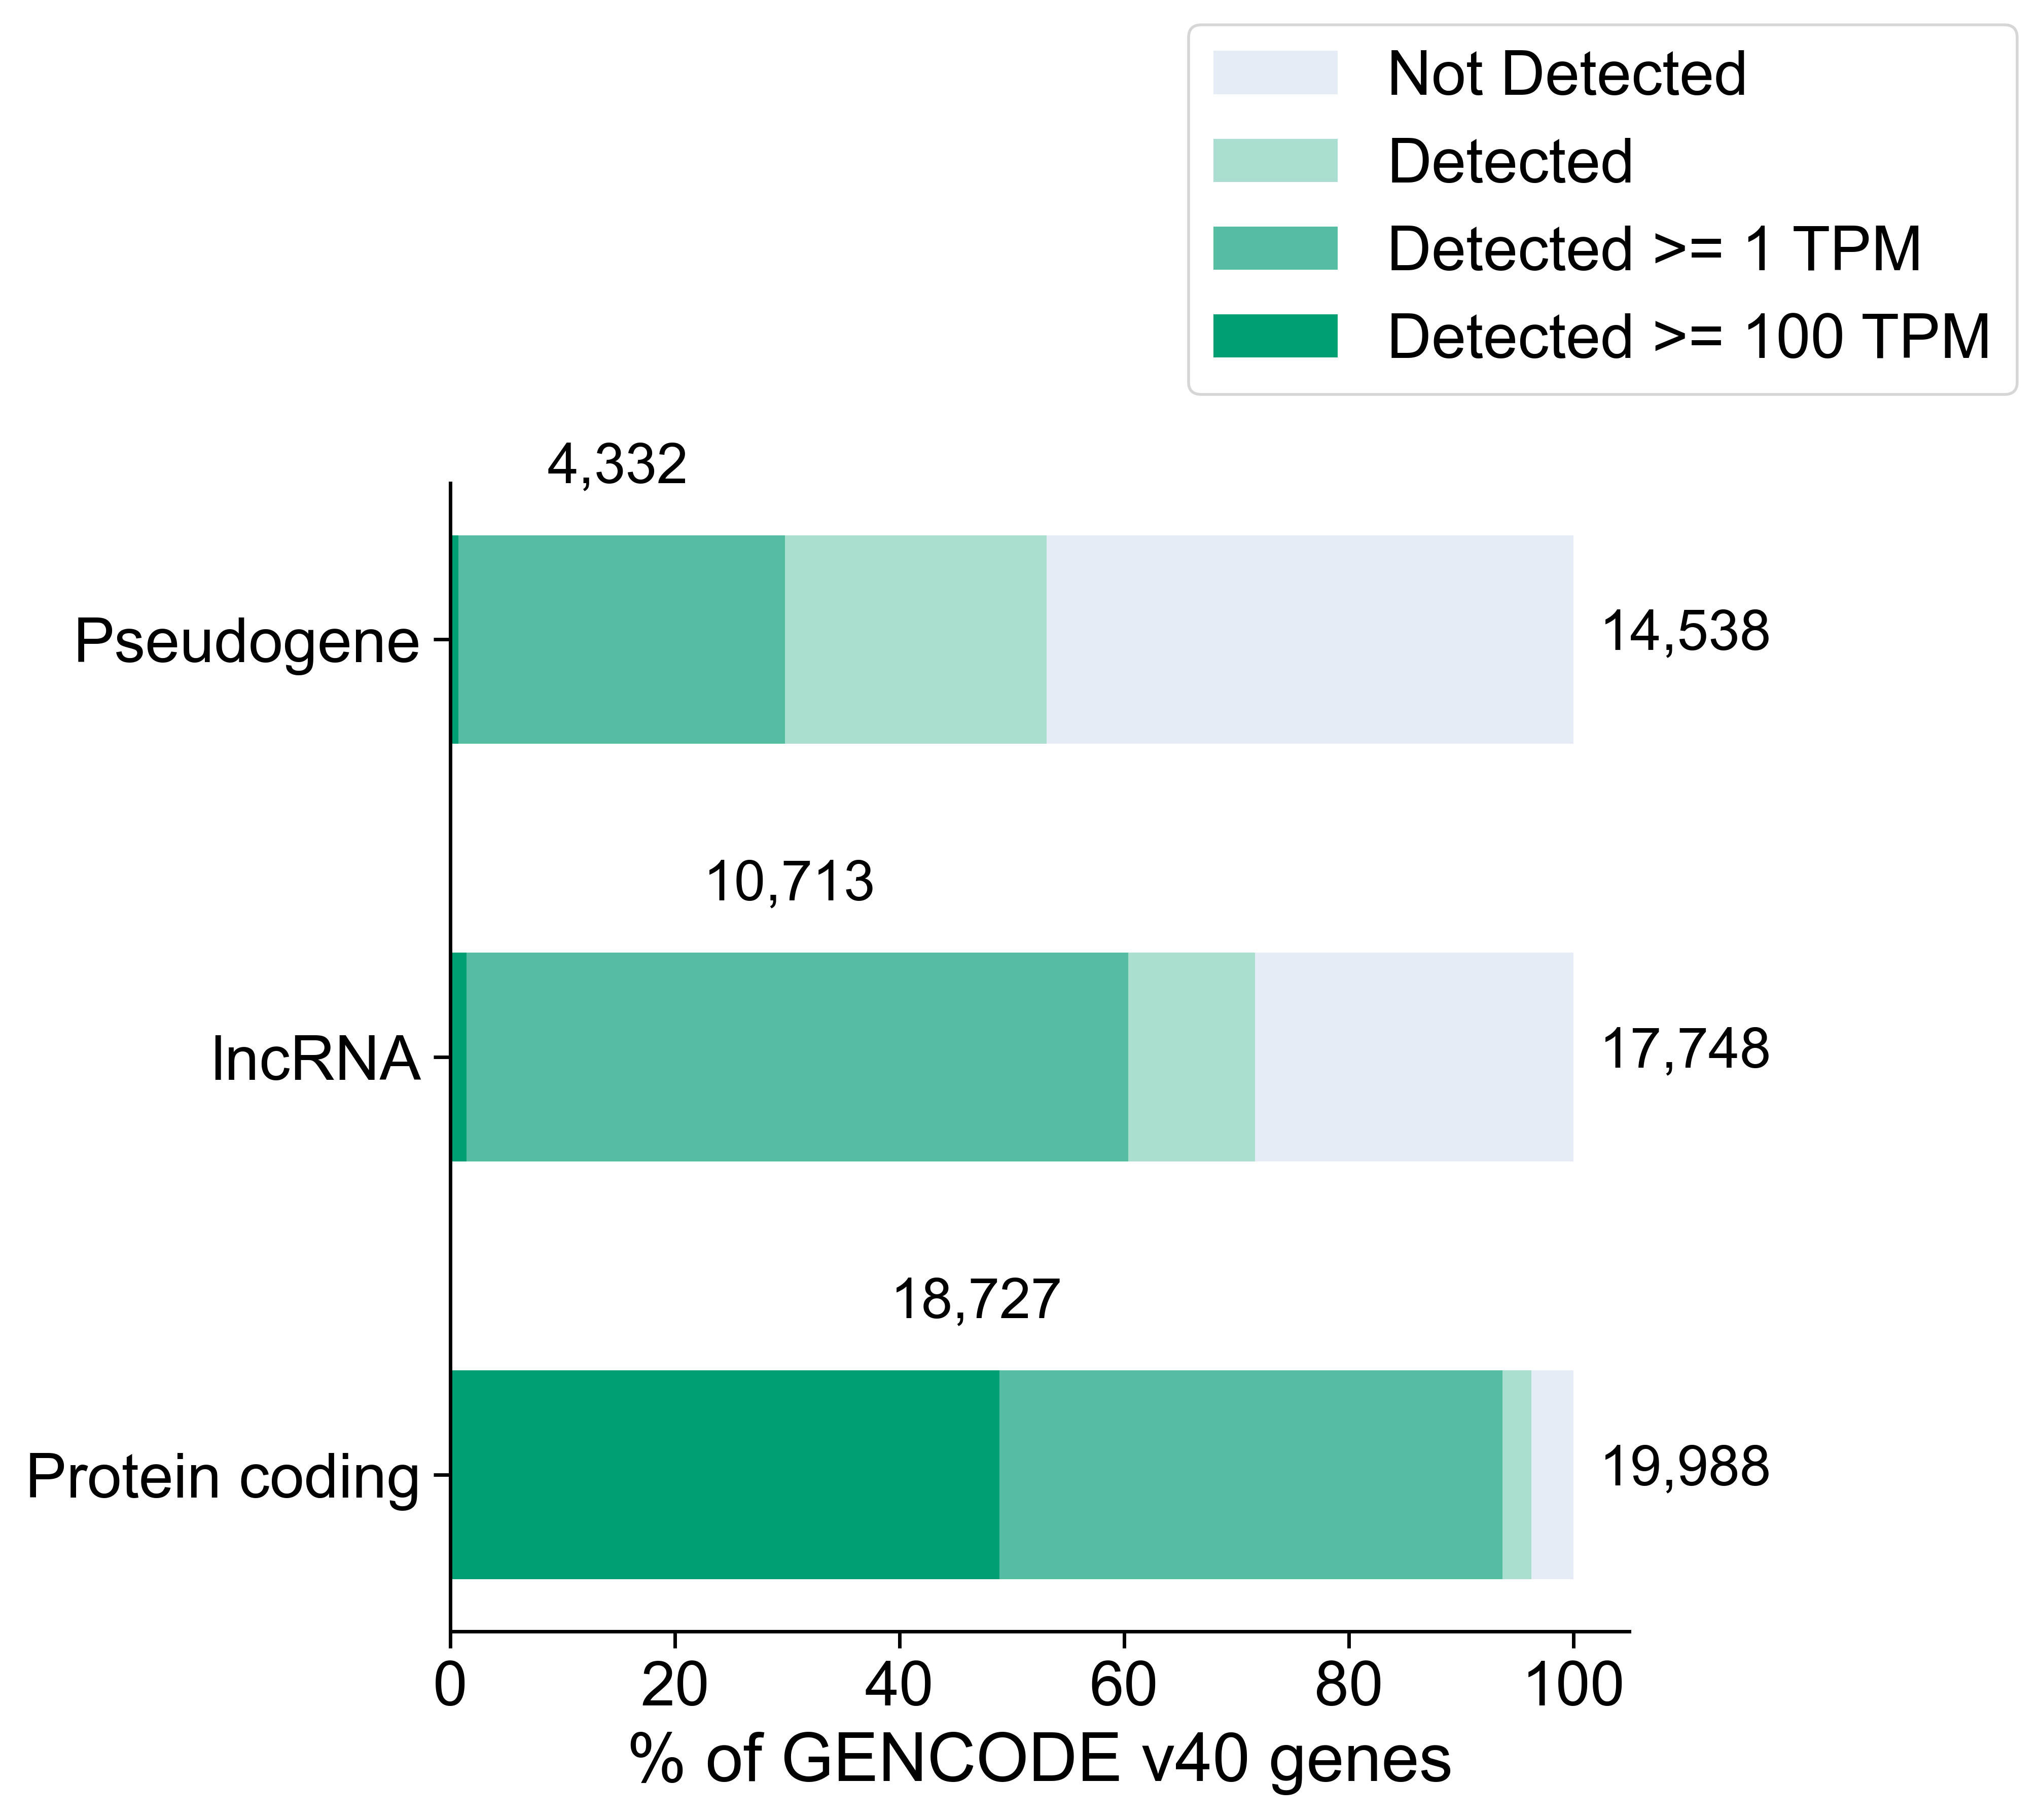 Not Detected
Detected
Detected >= 1 TPM
Detected >= 100 TPM
4,332
Pseudogene
14,538
10,713
lncRNA
17,748
18,727
Protein coding
19,988
0 20 40 60 80 100
% of GENCODE v40 genes